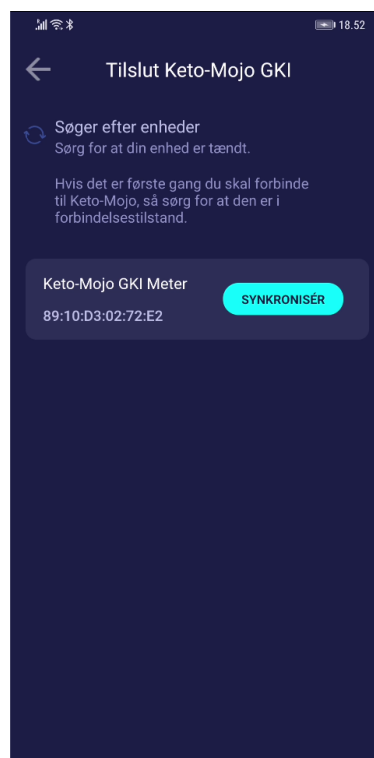 18.52
Tilslut Keto-Mojo GKI
Søger efter enheder
Sørg for at din enhed er tændt.
Hvis det er første gang du skal forbinde
til Keto-Mojo, så sørg for at den er i
forbindelsestilstand.
Keto-Mojo GKI Meter
SYNKRONISÉR
89:10:D3:02:72:E2